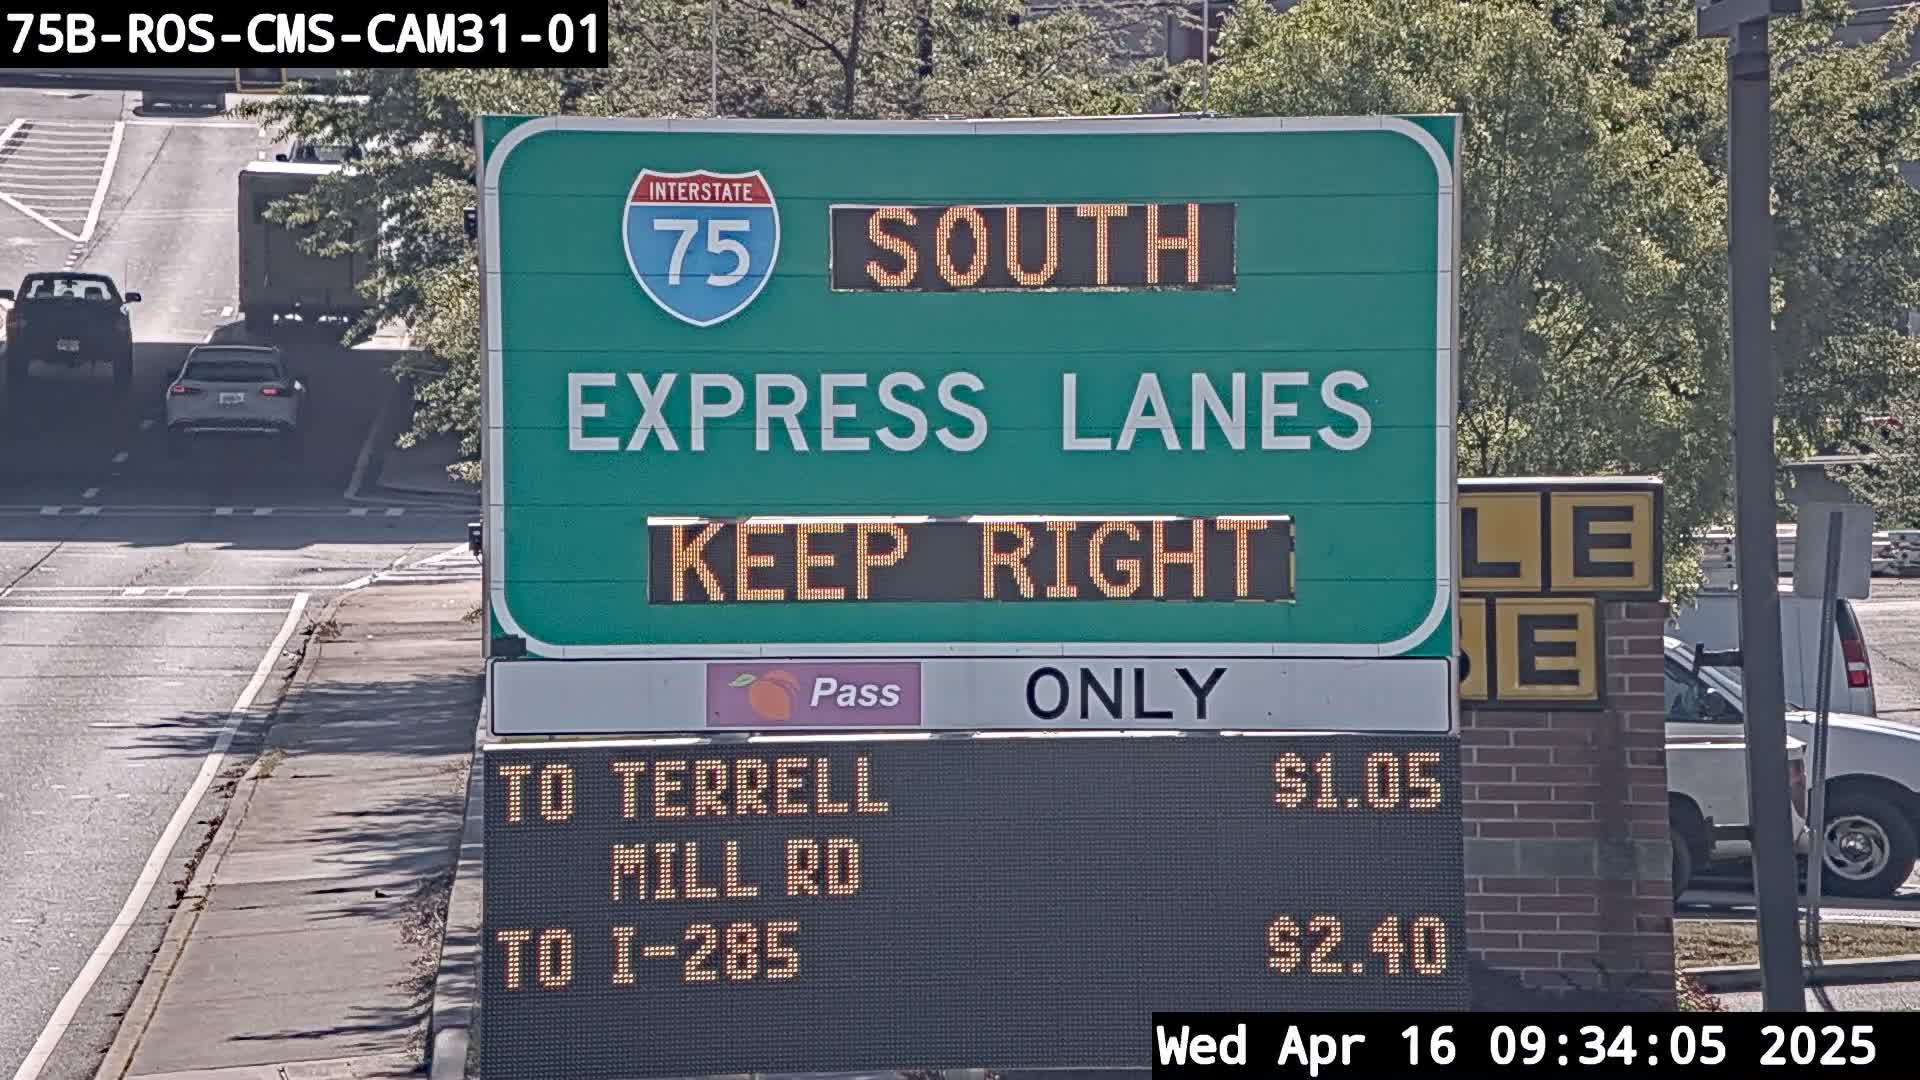 75B-ROS-CMS-CAM31-01
INTERSTATE
75
SOUTH
EXPRESS LANES
KEEP RIGHT
Pass ONLY
TO TERRELL $1.05
MILL RD
TO I-285 $2.40
LE
E
Wed Apr 16 09:34:05 2025